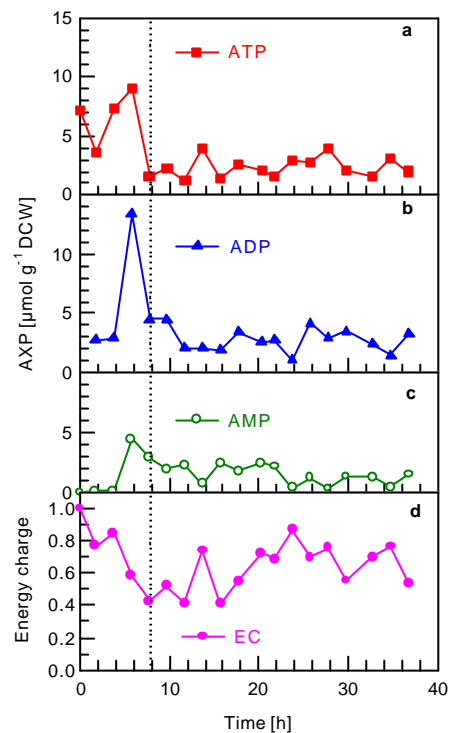 15
a
ATP
10
5
0
b
ADP
10
5
0
AXP [µmol g⁻¹ DCW]
c
AMP
5
0
1.0
d
0.8
0.6
0.4
0.2
0.0
EC
Energy charge
0 10 20 30 40
Time [h]